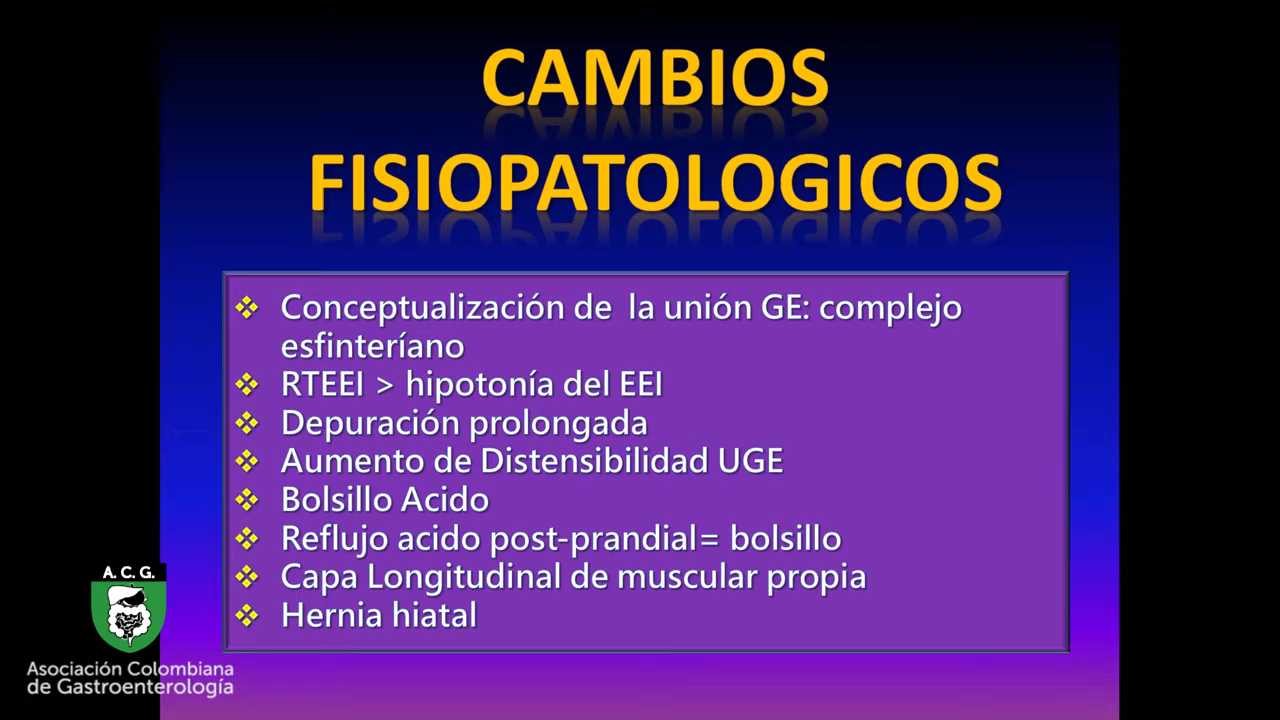 CAMBIOS
FISIOPATOLOGICOS
❖ Conceptualización de la unión GE: complejo
esfinteríano
❖ RTEEI > hipotonía del EEI
❖ Depuración prolongada
❖ Aumento de Distensibilidad UGE
❖ Bolsillo Acido
❖ Reflujo acido post-prandial= bolsillo
❖ Capa Longitudinal de muscular propia
❖ Hernia hiatal
A. C. G.
Asociación Colombiana
de Gastroenterología